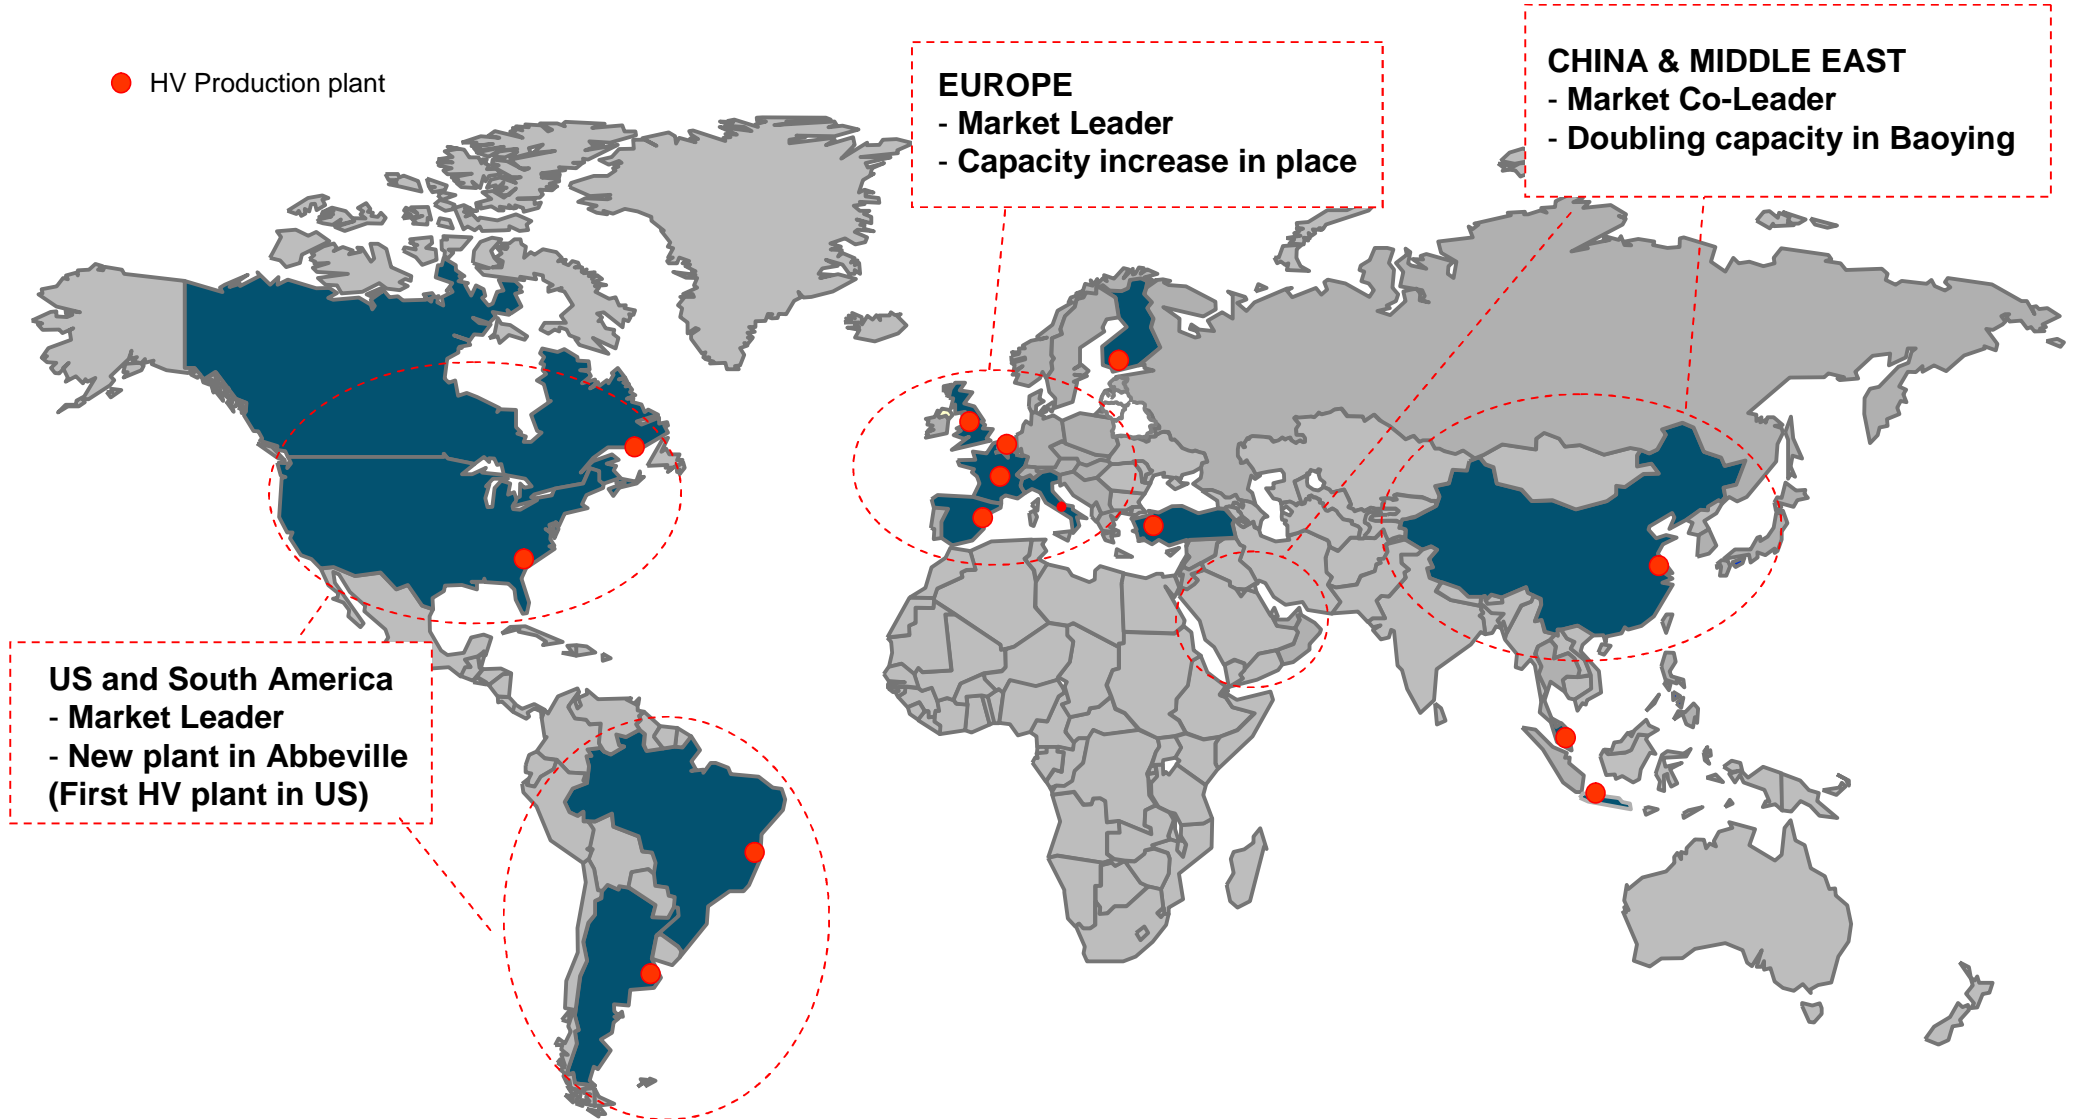 HV Production plant
EUROPE
- Market Leader
- Capacity increase in place
CHINA & MIDDLE EAST
- Market Co-Leader
- Doubling capacity in Baoying
US and South America
- Market Leader
- New plant in Abbeville
(First HV plant in US)